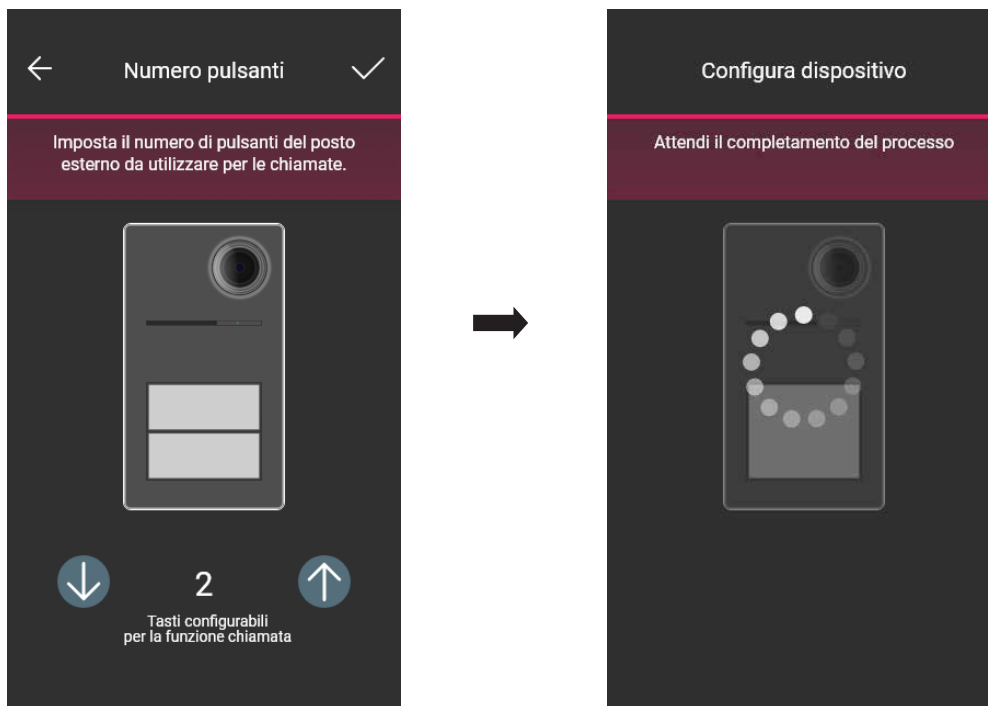 Numero pulsanti
Imposta il numero di pulsanti del posto
esterno da utilizzare per le chiamate.
2
Tasti configurabili
per la funzione chiamata
Configura dispositivo
Attendi il completamento del processo